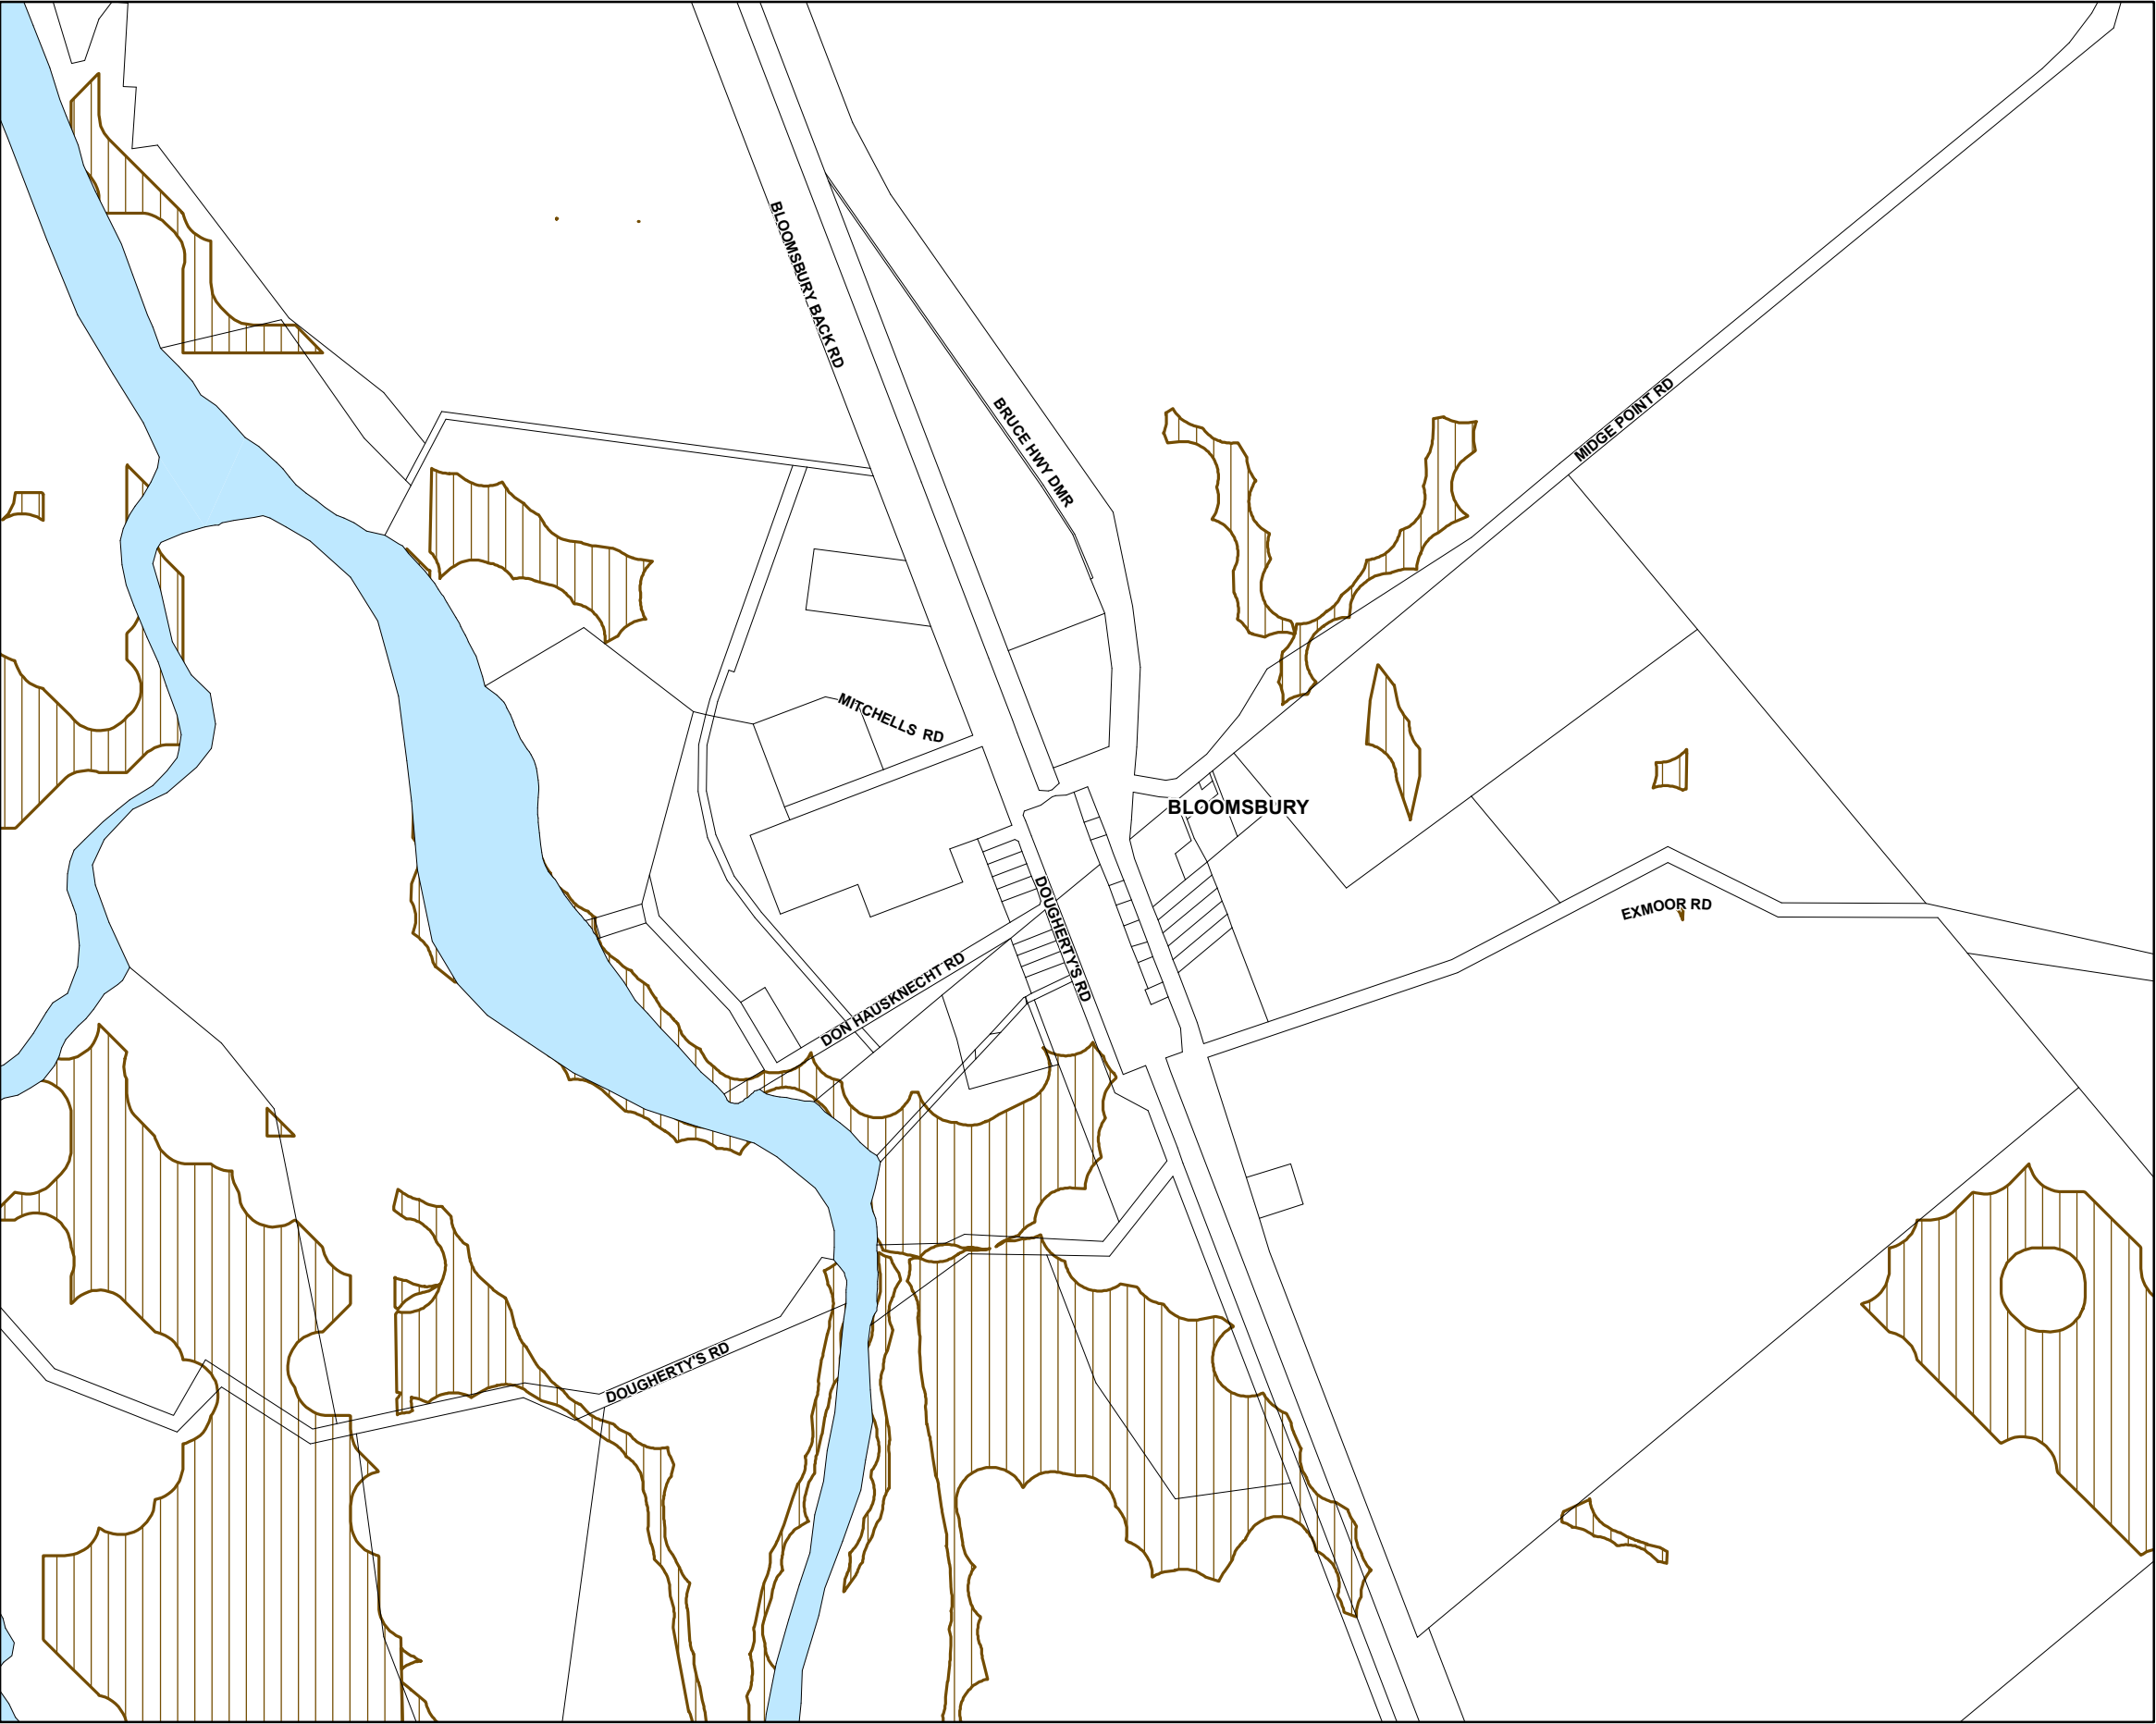 BLOOMSBURY BACK RD
BRUCE HWY DMR
MIDGE POINT RD
MITCHELLS RD
BLOOMSBURY
DOUGHERTY'S RD
EXMOOR RD
DON HAUSKNECHT RD
DOUGHERTY'S RD